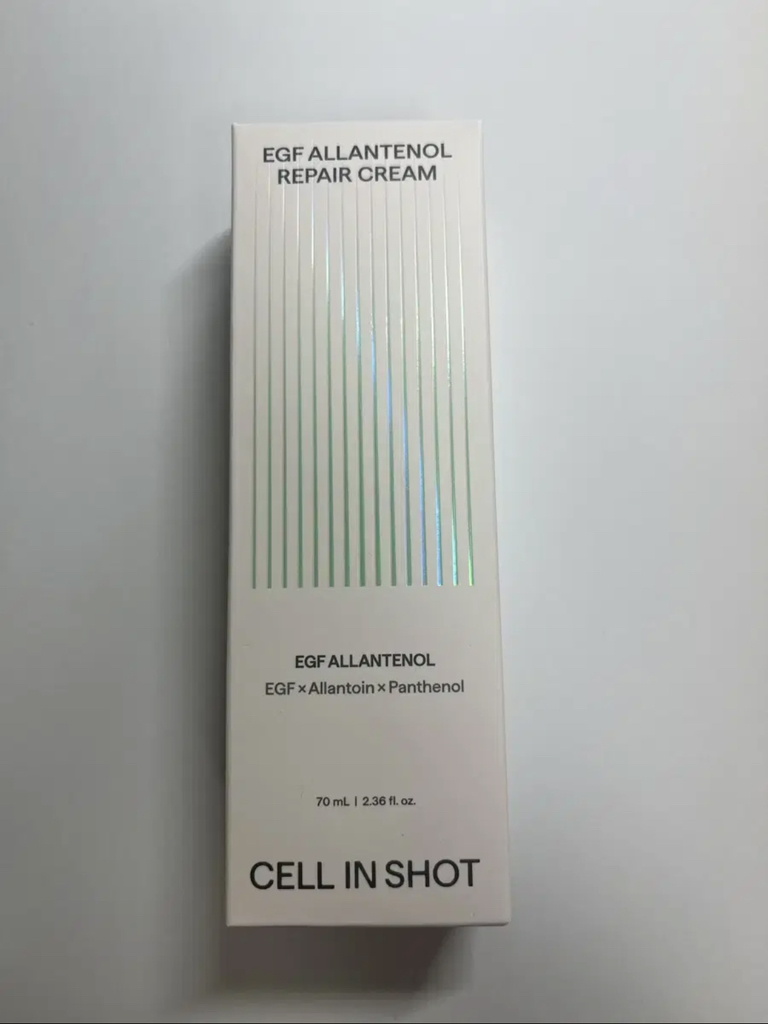 EGF ALLANTENOL
REPAIR CREAM
EGF ALLANTENOL
EGF × Allantoin × Panthenol
70 mL | 2.36 fl. oz.
CELL IN SHOT